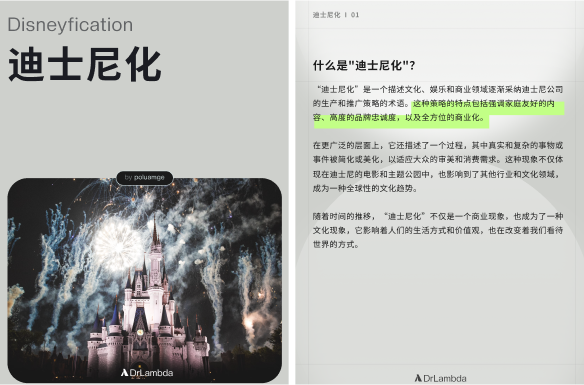 Disneyfication
迪士尼化
by poluamge
DrLambda
迪士尼化 I 01
什么是"迪士尼化"?
“迪士尼化”是一个描述文化、娱乐和商业领域逐渐采纳迪士尼公司
的生产和推广策略的术语。这种策略的特点包括强调家庭友好的内
容、高度的品牌忠诚度，以及全方位的商业化。
在更广泛的层面上，它还描述了一个过程，其中真实和复杂的事物或
事件被简化或美化，以适应大众的审美和消费需求。这种现象不仅体
现在迪士尼的电影和主题公园中，也影响到了其他行业和文化领域，
成为一种全球性的文化趋势。
随着时间的推移，“迪士尼化”不仅是一个商业现象，也成为了一种
文化现象，它影响着人们的生活方式和价值观，也在改变着我们看待
世界的方式。
DrLambda